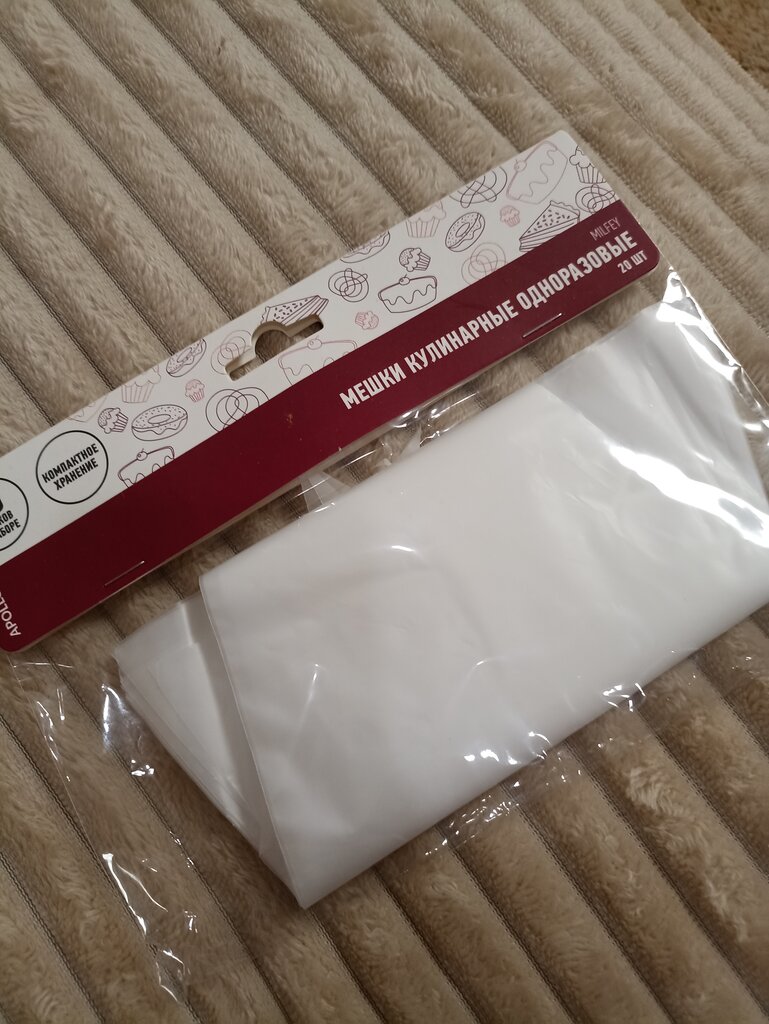 MILFEY
МЕШКИ КУЛИНАРНЫЕ ОДНОРАЗОВЫЕ
20 ШТ
КОМПАКТНОЕ
ХРАНЕНИЕ